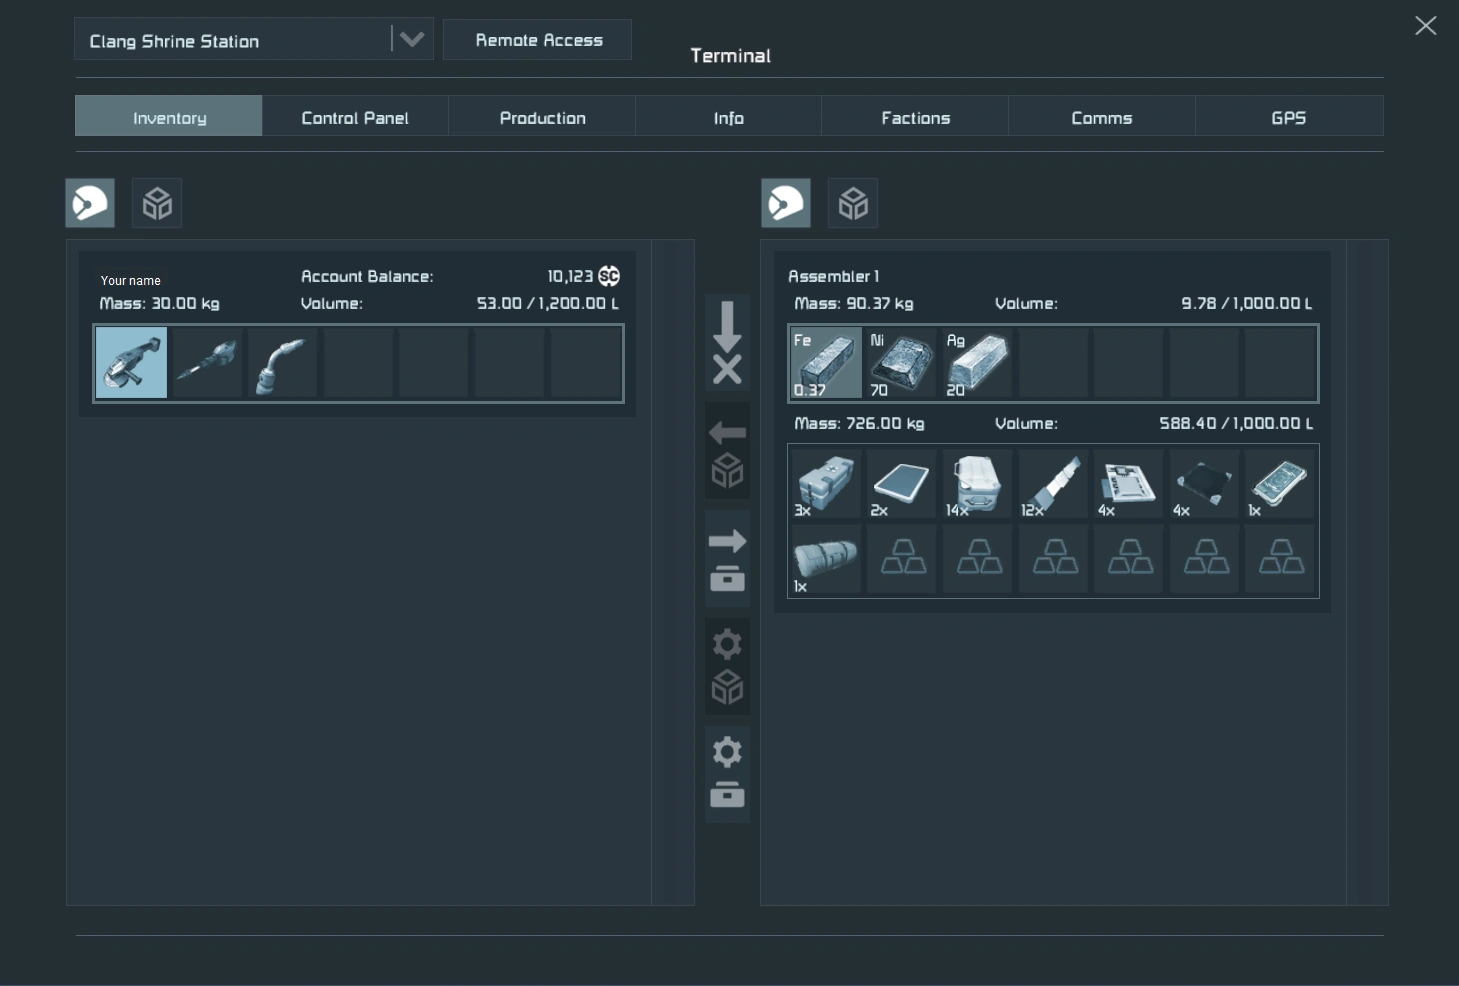 Clang Shrine Station
Remote Access
Terminal
Inventory
Control Panel
Production
Info
Factions
Comms
GPS
Your name
Account Balance: 10,123 SC
Mass: 30.00 kg
Volume: 53.00 / 1,200.00 L
Assembler 1
Mass: 90.37 kg
Volume: 9.78 / 1,000.00 L
Fe
Ni
Ag
0.37
70
20
Mass: 726.00 kg
Volume: 588.40 / 1,000.00 L
3x
2x
14x
12x
4x
4x
1x
1x